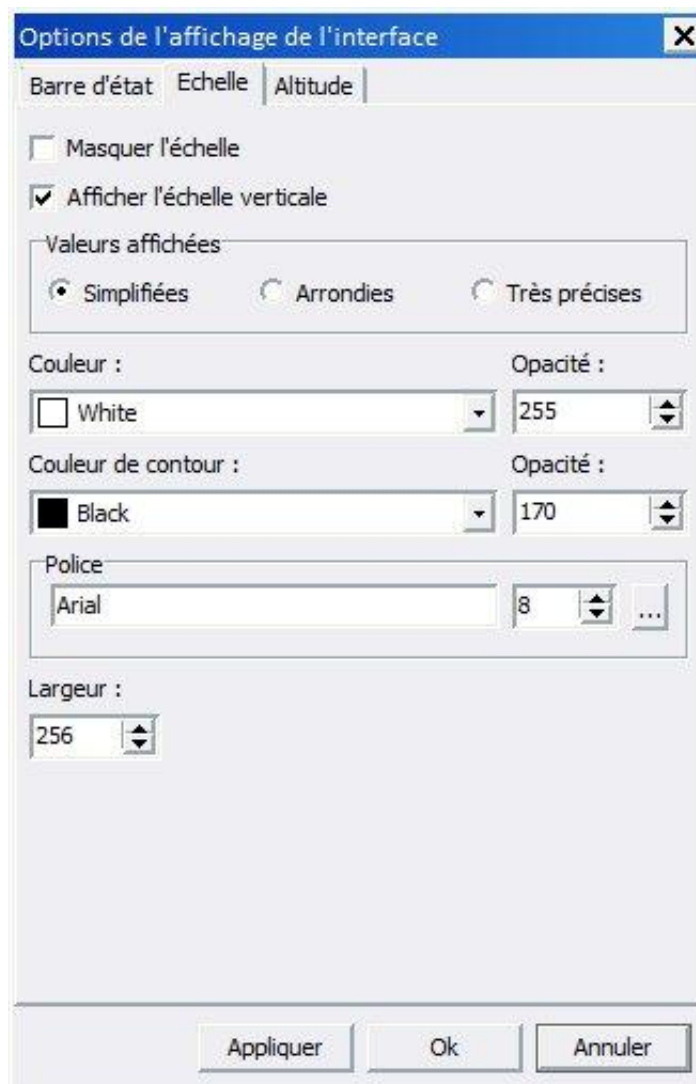 Options de l'affichage de l'interface
Barre d'état Echelle Altitude
Masquer l'échelle
Afficher l'échelle verticale
Valeurs affichées
Simplifiées Arrondies Très précises
Couleur : Opacité :
White 255
Couleur de contour : Opacité :
Black 170
Police
Arial 8 ...
Largeur :
256
Appliquer Ok Annuler